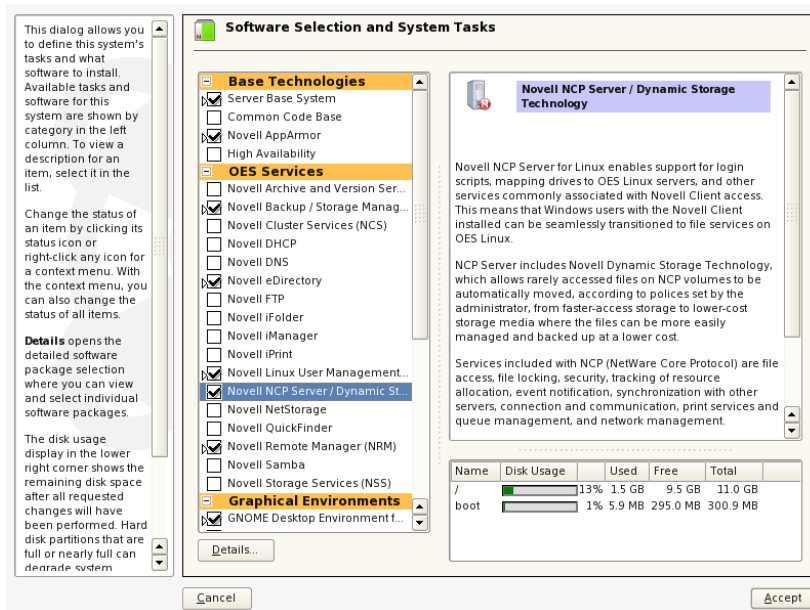 This dialog allows you
to define this system's
tasks and what
software to install.
Available tasks and
software for this
system are shown by
category in the left
column. To view a
description for an
item, select it in the
list.
Change the status of
an item by clicking its
status icon or
right-click any icon for
a context menu. With
the context menu, you
can also change the
status of all items.
Details opens the
detailed software
package selection
where you can view
and select individual
software packages.
The disk usage
display in the lower
right corner shows the
remaining disk space
after all requested
changes will have
been performed. Hard
disk partitions that are
full or nearly full can
degrade system
Software Selection and System Tasks
Base Technologies
Server Base System
Common Code Base
Novell AppArmor
High Availability
OES Services
Novell Archive and Version Ser...
Novell Backup / Storage Manag...
Novell Cluster Services (NCS)
Novell DHCP
Novell DNS
Novell eDirectory
Novell FTP
Novell iFolder
Novell iManager
Novell iPrint
Novell Linux User Management...
Novell NCP Server / Dynamic St...
Novell NetStorage
Novell QuickFinder
Novell Remote Manager (NRM)
Novell Samba
Novell Storage Services (NSS)
Graphical Environments
GNOME Desktop Environment f...
Details...
Novell NCP Server / Dynamic Storage
Technology
Novell NCP Server for Linux enables support for login
scripts, mapping drives to OES Linux servers, and other
services commonly associated with Novell Client access.
This means that Windows users with the Novell Client
installed can be seamlessly transitioned to file services on
OES Linux.
NCP Server includes Novell Dynamic Storage Technology,
which allows rarely accessed files on NCP volumes to be
automatically moved, according to polices set by the
administrator, from faster-access storage to lower-cost
storage media where the files can be more easily
managed and backed up at a lower cost.
Services included with NCP (NetWare Core Protocol) are file
access, file locking, security, tracking of resource
allocation, event notification, synchronization with other
servers, connection and communication, print services and
queue management, and network management.
Name Disk Usage Used Free Total
/ 13% 1.5 GB 9.5 GB 11.0 GB
boot 1% 5.9 MB 295.0 MB 300.9 MB
Cancel
Accept